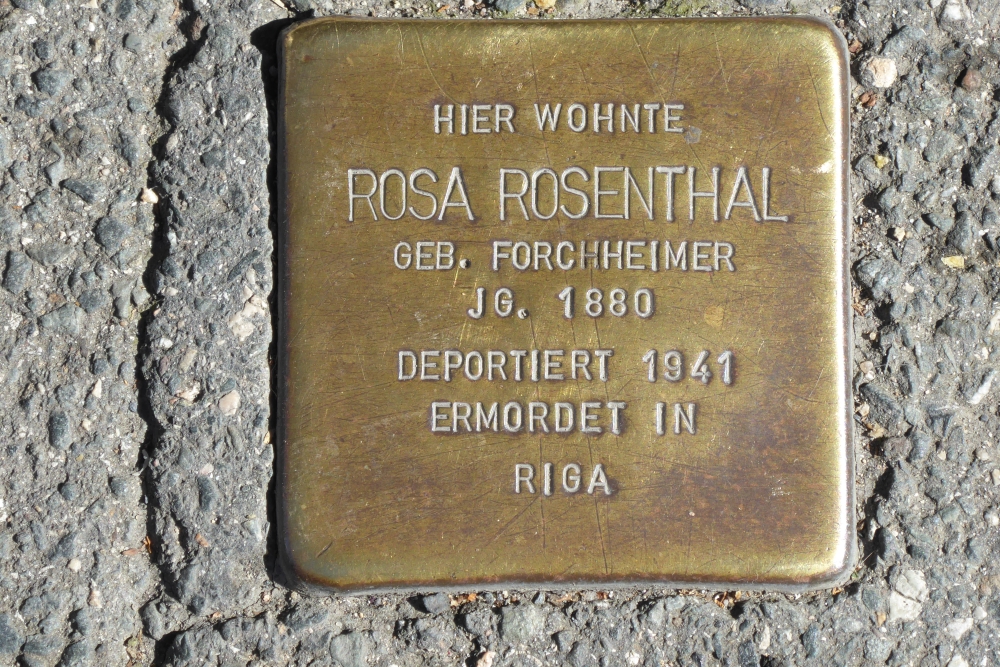 HIER WOHNTE
ROSA ROSENTHAL
GEB. FORCHHEIMER
JG. 1880
DEPORTIERT 1941
ERMORDET IN
RIGA